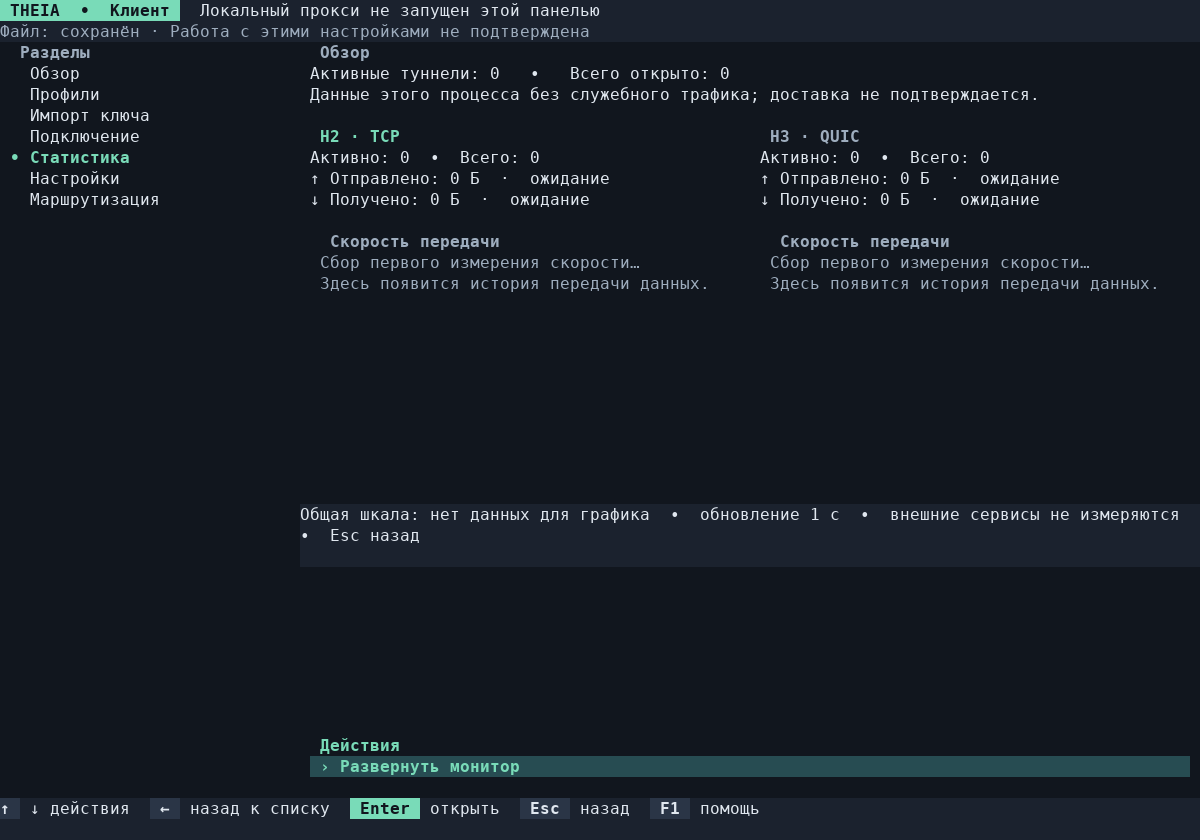 THEIA • Клиент Локальный прокси не запущен этой панелью
Файл: сохранён · Работа с этими настройками не подтверждена
Разделы
Обзор
Профили
Импорт ключа
Подключение
• Статистика
Настройки
Маршрутизация
Обзор
Активные туннели: 0 • Всего открыто: 0
Данные этого процесса без служебного трафика; доставка не подтверждается.
H2 · TCP
Активно: 0 • Всего: 0
↑ Отправлено: 0 Б · ожидание
↓ Получено: 0 Б · ожидание
Скорость передачи
Сбор первого измерения скорости…
Здесь появится история передачи данных.
H3 · QUIC
Активно: 0 • Всего: 0
↑ Отправлено: 0 Б · ожидание
↓ Получено: 0 Б · ожидание
Скорость передачи
Сбор первого измерения скорости…
Здесь появится история передачи данных.
Общая шкала: нет данных для графика • обновление 1 с • внешние сервисы не измеряются
• Esc назад
Действия
› Развернуть монитор
↑ ↓ действия ← назад к списку Enter открыть Esc назад F1 помощь